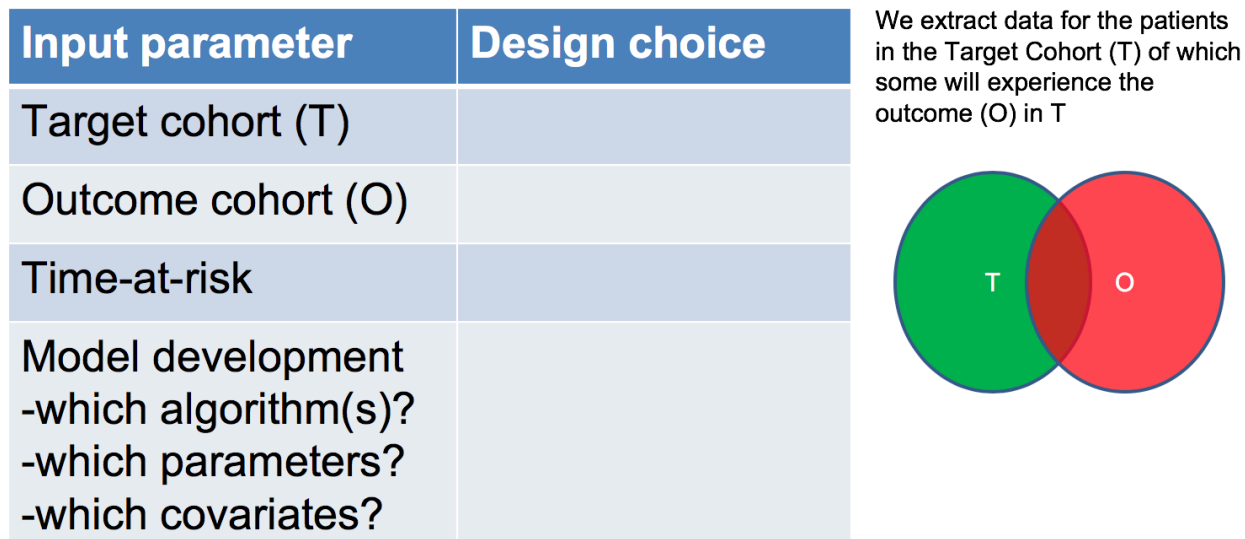 Input parameter
Design choice
Target cohort (T)
Outcome cohort (O)
Time-at-risk
Model development
-which algorithm(s)?
-which parameters?
-which covariates?
We extract data for the patients
in the Target Cohort (T) of which
some will experience the
outcome (O) in T
T
O